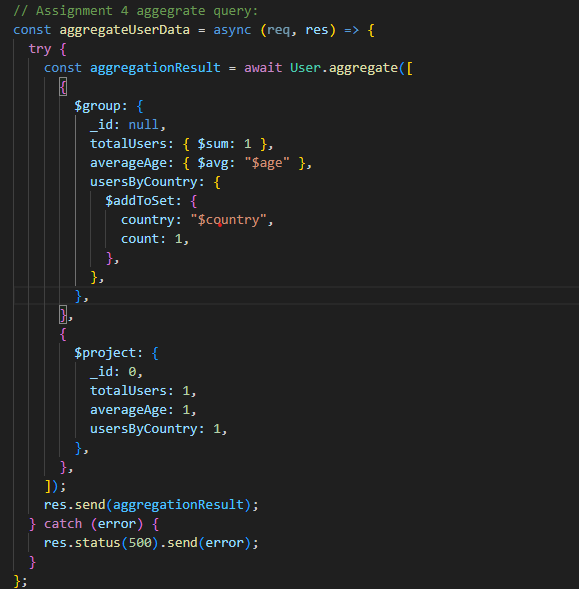 // Assignment 4 aggegrate query:
const aggregateUserData = async (req, res) => {
  try {
    const aggregationResult = await User.aggregate([
      {
        $group: {
          _id: null,
          totalUsers: { $sum: 1 },
          averageAge: { $avg: "$age" },
          usersByCountry: {
            $addToSet: {
              country: "$country",
              count: 1,
            },
          },
        },
      },
      {
        $project: {
          _id: 0,
          totalUsers: 1,
          averageAge: 1,
          usersByCountry: 1,
        },
      },
    ]);
    res.send(aggregationResult);
  } catch (error) {
    res.status(500).send(error);
  }
};